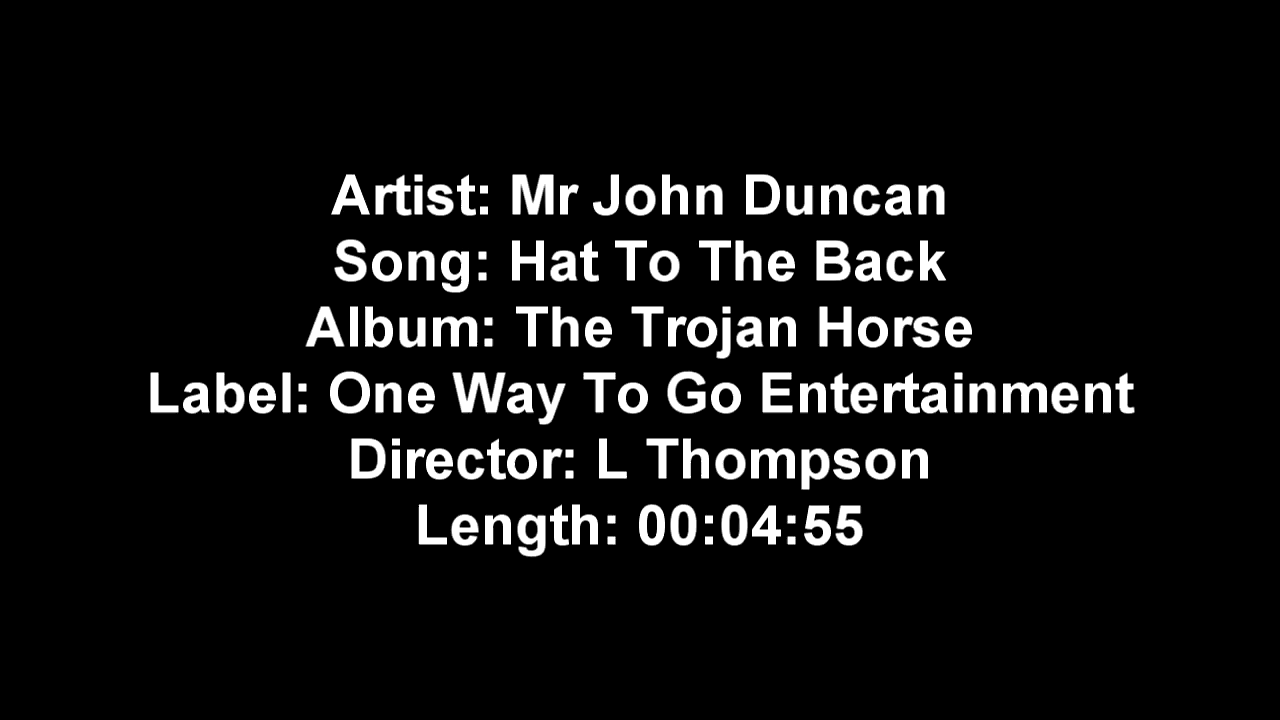 Artist: Mr John Duncan
Song: Hat To The Back
Album: The Trojan Horse
Label: One Way To Go Entertainment
Director: L Thompson
Length: 00:04:55